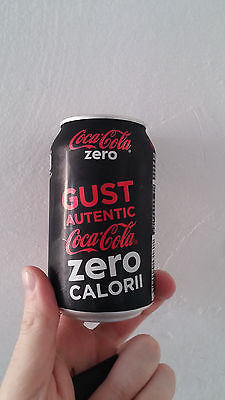 Coca-Cola
zero
GUST
AUTENTIC
Coca-Cola
zero
CALORII